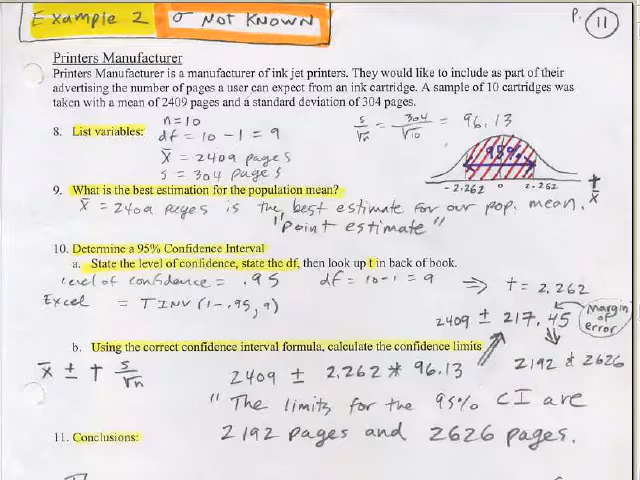 Example 2 σ NOT KNOWN P. 11
Printers Manufacturer
Printers Manufacturer is a manufacturer of ink jet printers. They would like to include as part of their
advertising the number of pages a user can expect from an ink cartridge. A sample of 10 cartridges was
taken with a mean of 2409 pages and a standard deviation of 304 pages.
n=10
8. List variables: df = 10 - 1 = 9
s/√n = 304/√10 = 96.13
x̄ = 2409 pages
s = 304 pages
95%
-2.262 0 2.262 t
x̄
9. What is the best estimation for the population mean?
x̄ = 2409 pages is the best estimate for our pop. mean.
"Point estimate"
10. Determine a 95% Confidence Interval
a. State the level of confidence, state the df, then look up t in back of book.
level of confidence = .95 df = 10-1 = 9 ⇒ t = 2.262
Excel = TINV(1-.95, 9)
2409 ± 217.45
Margin of error
b. Using the correct confidence interval formula, calculate the confidence limits
2192 & 2626
x̄ ± t s/√n
2409 ± 2.262 * 96.13
"The limits for the 95% CI are
2192 pages and 2626 pages.
11. Conclusions: